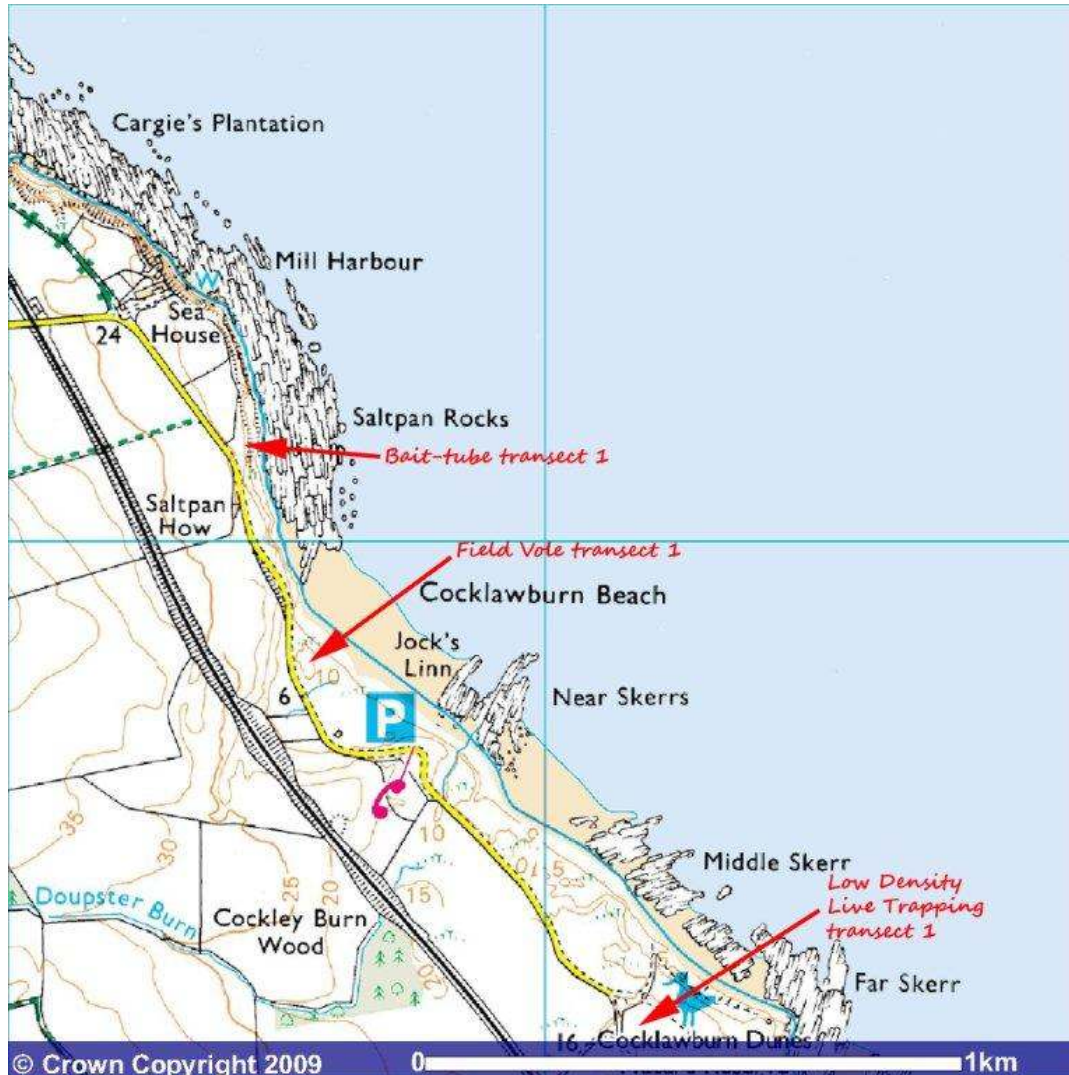 Cargie's Plantation
Mill Harbour
W
Sea
House
24
Saltpan Rocks
Bait-tube transect 1
Saltpan
How
Field Vole transect 1
Cocklawburn Beach
Jock's
Linn
10
6
Near Skerrs
P
35
30
25
20
15
10
5
10
5
Middle Skerr
Low Density
Live Trapping
transect 1
Doupster Burn
Cockley Burn
Wood
20
Far Skerr
16
Cocklawburn Dunes
© Crown Copyright 2009
0
1km